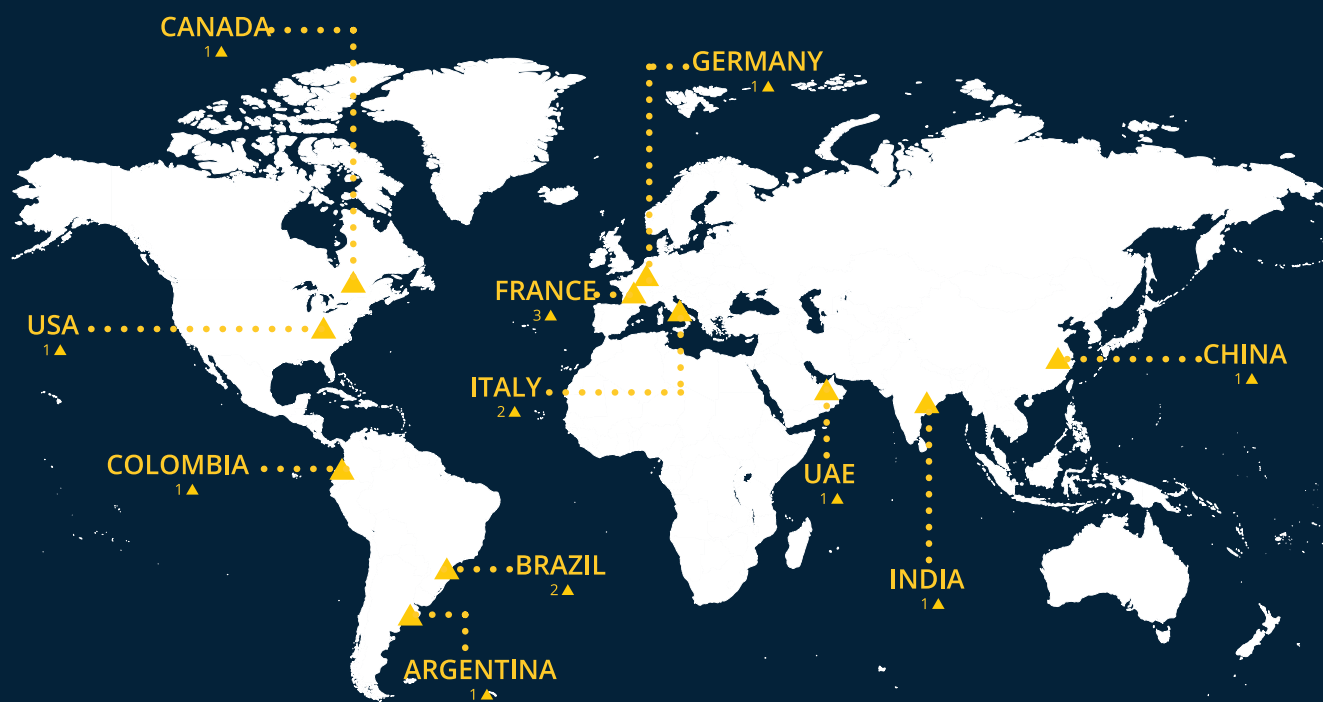 CANADA
1▲
GERMANY
1▲
FRANCE
3▲
USA
1▲
ITALY
2▲
CHINA
1▲
COLOMBIA
1▲
UAE
1▲
BRAZIL
2▲
INDIA
1▲
ARGENTINA
1▲